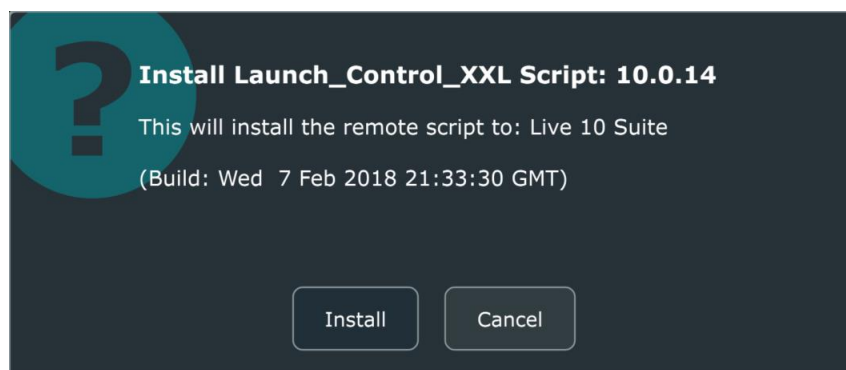 ?
Install Launch_Control_XXL Script: 10.0.14
This will install the remote script to: Live 10 Suite
(Build: Wed  7 Feb 2018 21:33:30 GMT)
Install
Cancel